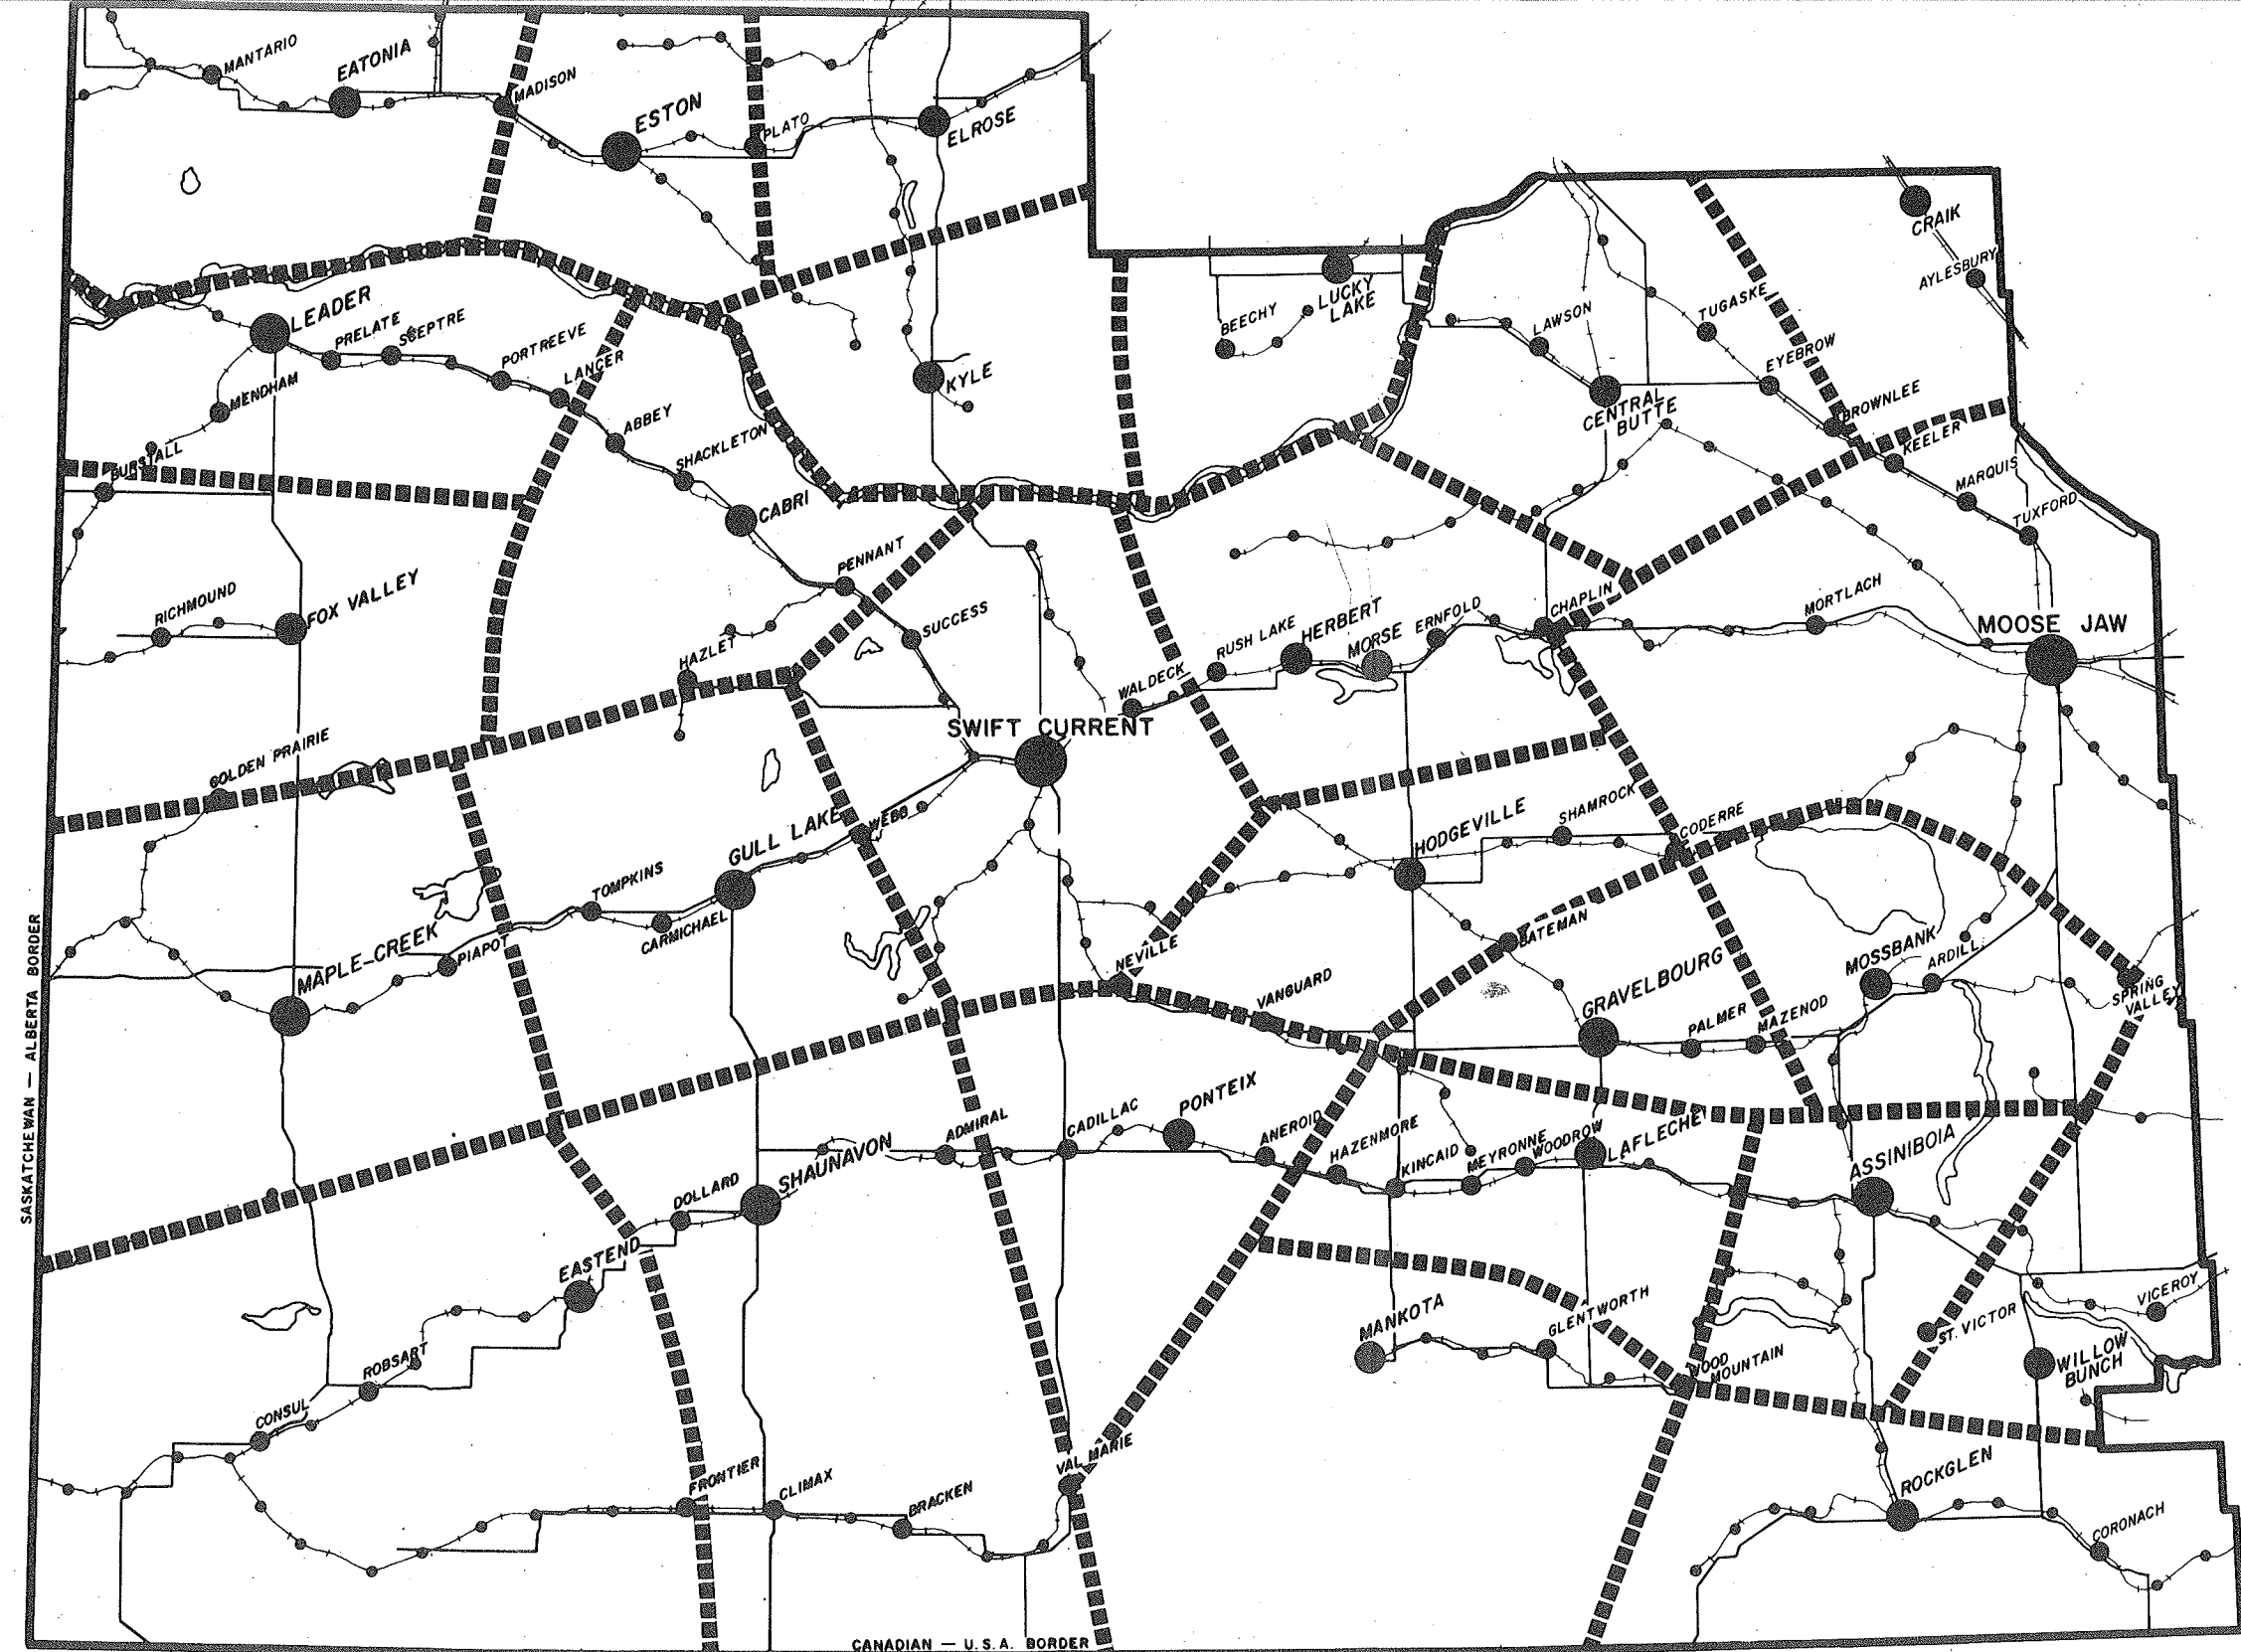 MANTARIO
EATONIA
MADISON
ESTON
PLATO
ELROSE
CRAIK
AYLESBURY
LEADER
PRELATE
SCEPTRE
PORTREEVE
LANCER
MENDHAM
ABBEY
SHACKLETON
BURSTALL
CABRI
KYLE
BEECHY
LUCKY
LAKE
LAWSON
TUGASKE
EYEBROW
CENTRAL
BUTTE
BROWNLEE
KEELER
MARQUIS
TUXFORD
PENNANT
RICHMOUND
FOX VALLEY
SUCCESS
HAZLET
WALDECK
RUSH LAKE
HERBERT
MORSE
ERNFOLD
CHAPLIN
MORTLACH
MOOSE JAW
SWIFT CURRENT
GOLDEN PRAIRIE
GULL LAKE
WEBB
HODGEVILLE
SHAMROCK
CODERRE
TOMPKINS
CARMICHAEL
MAPLE-CREEK
PIAPOT
NEVILLE
VANGUARD
BATEMAN
GRAVELBOURG
PALMER
MAZENOD
MOSSBANK
ARDILL
SPRING
VALLEY
SASKATCHEWAN — ALBERTA BORDER
SHAUNAVON
ADMIRAL
CADILLAC
PONTEIX
ANEROID
HAZENMORE
KINCAID
MEYRONNE
WOODROW
LAFLECHE
ASSINIBOIA
DOLLARD
EASTEND
ROBSART
CONSUL
MANKOTA
GLENTWORTH
WOOD
MOUNTAIN
ST. VICTOR
VICEROY
WILLOW
BUNCH
FRONTIER
CLIMAX
BRACKEN
VAL MARIE
ROCKGLEN
CORONACH
CANADIAN — U.S.A. BORDER